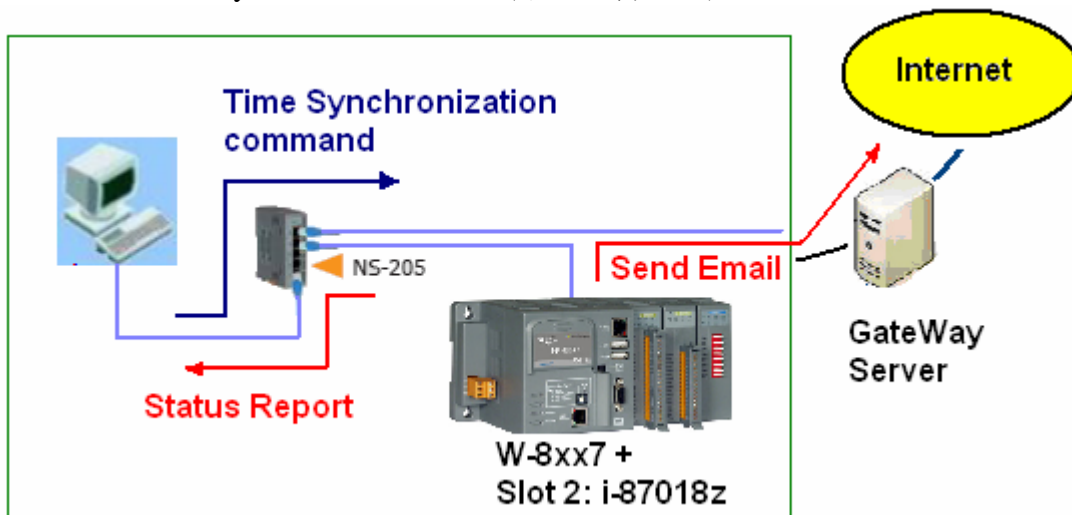 Internet
Time Synchronization
command
NS-205
Send Email
GateWay
Server
Status Report
W-8xx7 +
Slot 2: i-87018z